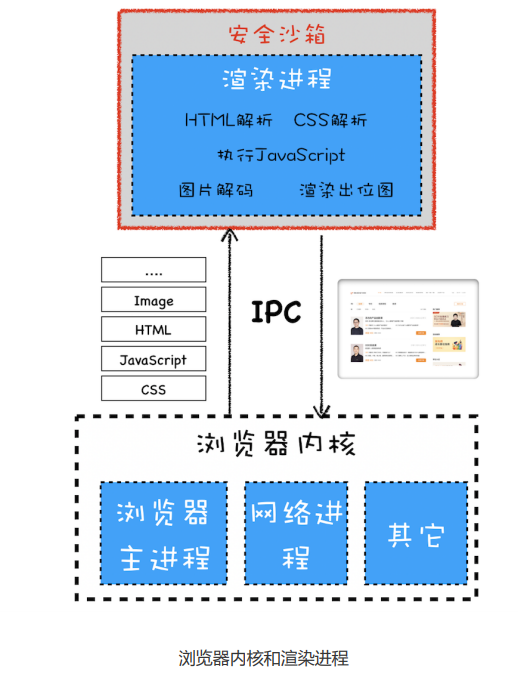 安全沙箱
渲染进程
HTML解析 CSS解析
执行JavaScript
图片解码 渲染出位图
....
Image
HTML
JavaScript
CSS
IPC
浏览器内核
浏览器
主进程
网络进
程
其它
浏览器内核和渲染进程